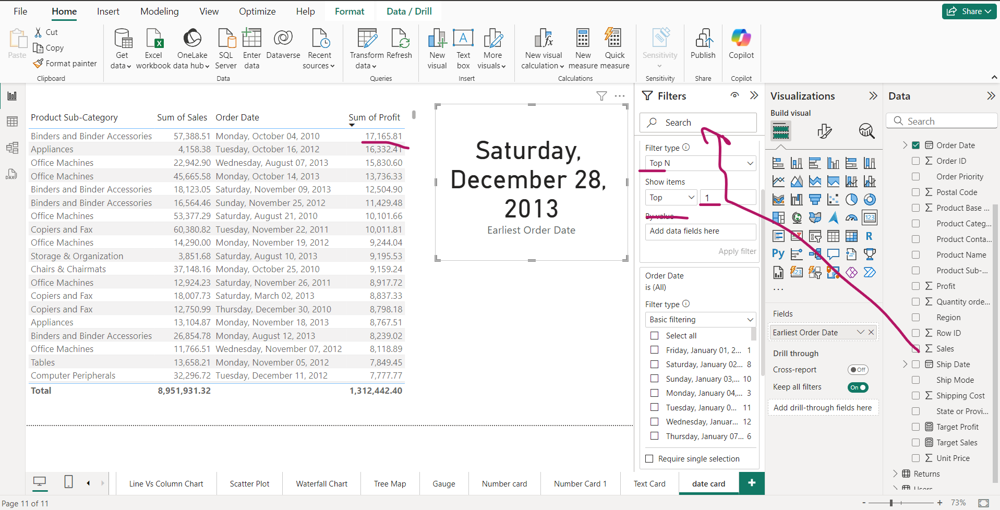 File Home Insert Modeling View Optimize Help Format Data / Drill Share
Paste
Cut
Copy
Format painter
Clipboard
Get data
Excel workbook
OneLake data hub
SQL Server
Enter data
Dataverse
Recent sources
Data
Transform data
Refresh
Queries
New visual
Text box
More visuals
Insert
New visual calculation
New measure
Quick measure
Calculations
Sensitivity
Sensitivity
Publish
Share
Copilot
Copilot
Product Sub-Category Sum of Sales Order Date Sum of Profit
Binders and Binder Accessories 57,388.51 Monday, October 04, 2010 17,165.81
Appliances 4,158.38 Tuesday, October 16, 2012 16,332.41
Office Machines 22,942.90 Wednesday, August 07, 2013 15,830.60
Office Machines 45,665.58 Monday, October 14, 2013 13,736.33
Binders and Binder Accessories 18,123.05 Saturday, November 09, 2013 12,504.90
Binders and Binder Accessories 16,564.46 Sunday, November 25, 2012 11,429.48
Office Machines 53,377.29 Saturday, August 21, 2010 10,101.66
Copiers and Fax 60,380.82 Tuesday, November 22, 2011 10,011.81
Office Machines 14,290.00 Monday, November 19, 2012 9,244.04
Storage & Organization 3,851.68 Saturday, August 10, 2013 9,195.53
Chairs & Chairmats 37,148.16 Monday, October 25, 2010 9,159.24
Office Machines 12,924.23 Saturday, November 26, 2011 8,917.72
Copiers and Fax 18,007.73 Saturday, March 02, 2013 8,837.33
Copiers and Fax 12,750.99 Thursday, December 30, 2010 8,798.18
Appliances 13,104.87 Monday, November 18, 2013 8,767.51
Binders and Binder Accessories 26,854.78 Monday, August 12, 2013 8,239.02
Office Machines 11,766.51 Wednesday, November 07, 2012 8,118.89
Tables 13,658.21 Monday, November 05, 2012 7,849.45
Computer Peripherals 32,296.72 Tuesday, December 11, 2012 7,777.77
Total 8,951,931.32 1,312,442.40
Saturday,
December 28,
2013
Earliest Order Date
Filters
Search
Filter type
Top N
Show items
Top 1
By value
Add data fields here
Apply filter
Order Date
is (All)
Filter type
Basic filtering
Select all
Friday, January 01, 2... 1
Saturday, January 02... 8
Sunday, January 03,... 10
Monday, January 04,... 3
Tuesday, January 0... 11
Wednesday, Januar... 12
Thursday, January 07... 6
Require single selection
Visualizations
Build visual
123
R
Py
123
...
Fields
Earliest Order Date
Drill through
Cross-report Off
Keep all filters On
Add drill-through fields here
Data
Search
Order Date
Order ID
Order Priority
Postal Code
Product Base ...
Product Categ...
Product Conta...
Product Name
Product Sub-...
Profit
Quantity orde...
Region
Row ID
Sales
Ship Date
Ship Mode
Shipping Cost
State or Provi...
Target Profit
Target Sales
Unit Price
Returns
Users
Line Vs Column Chart Scatter Plot Waterfall Chart Tree Map Gauge Number card Number Card 1 Text Card date card +
Page 11 of 11
- + 73%